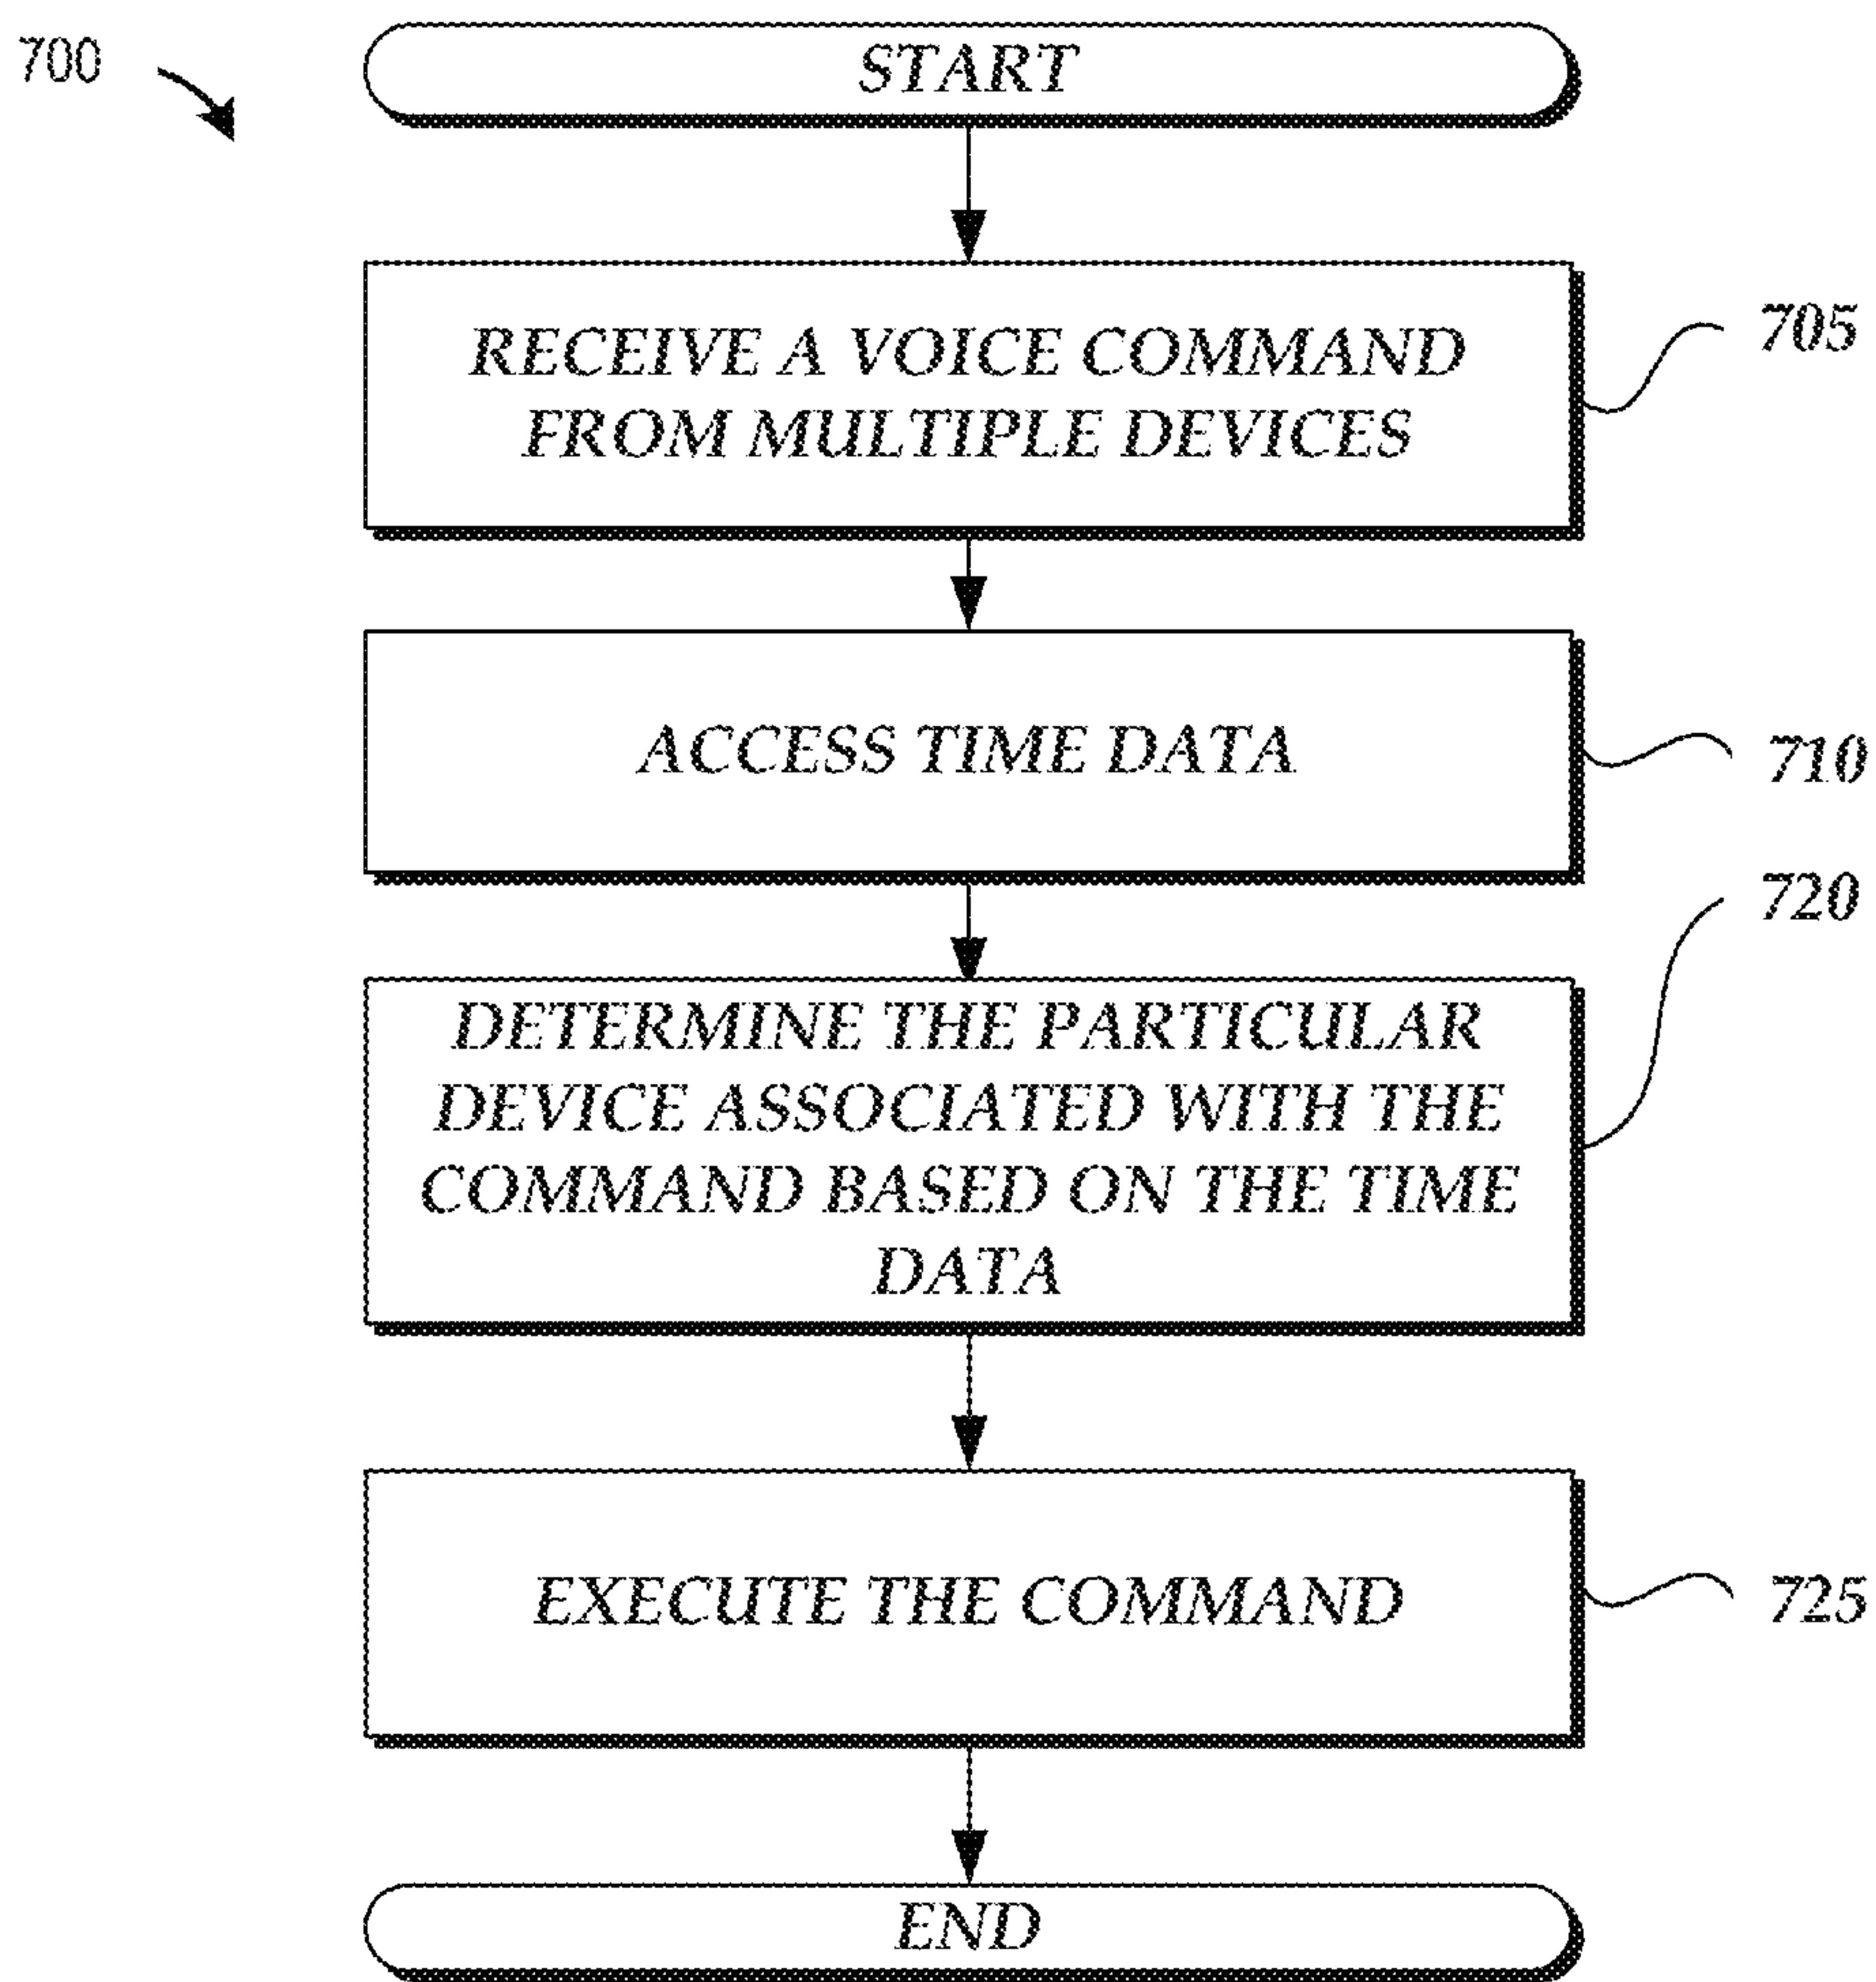 700
START
RECEIVE A VOICE COMMAND
FROM MULTIPLE DEVICES
705
ACCESS TIME DATA
710
720
DETERMINE THE PARTICULAR
DEVICE ASSOCIATED WITH THE
COMMAND BASED ON THE TIME
DATA
EXECUTE THE COMMAND
725
END